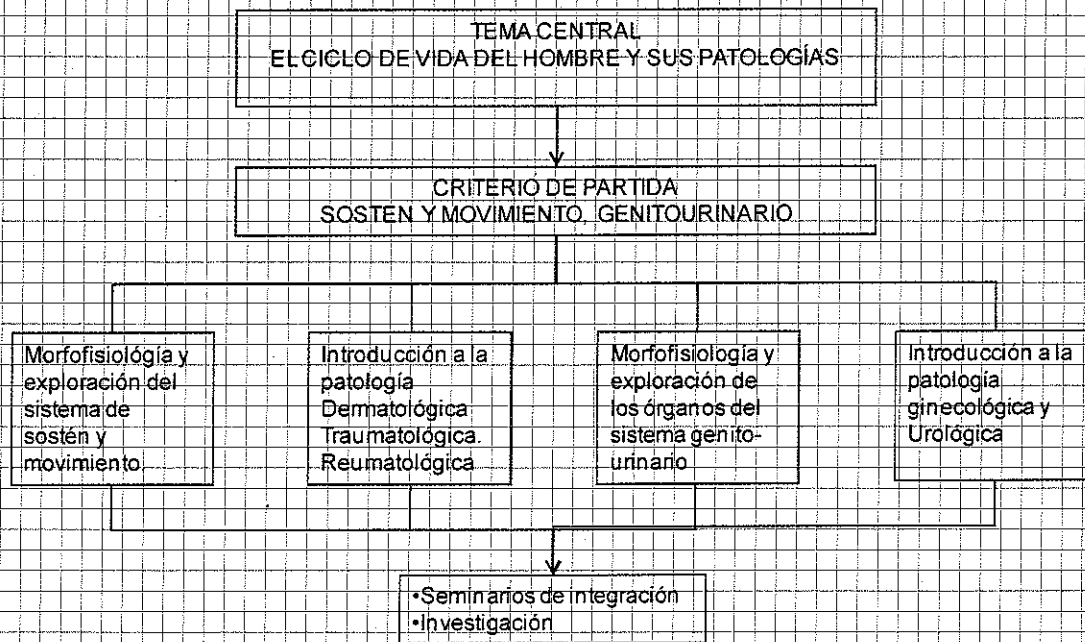 TEMA CENTRAL
EL CICLO DE VIDA DEL HOMBRE Y SUS PATOLOGÍAS
CRITERIO DE PARTIDA
SOSTEN Y MOVIMIENTO, GENITOURINARIO
Morfofisiológía y
exploración del
sistema de
sostén y
movimiento.
Introducción a la
patología
Dermatológica
Traumatológica.
Reumatológica
Morfofisiología y
exploración de
los órganos del
sistema genito-
urinario
Introducción a la
patología
ginecológica y
Urológica
•Seminarios de integración
•Investigación